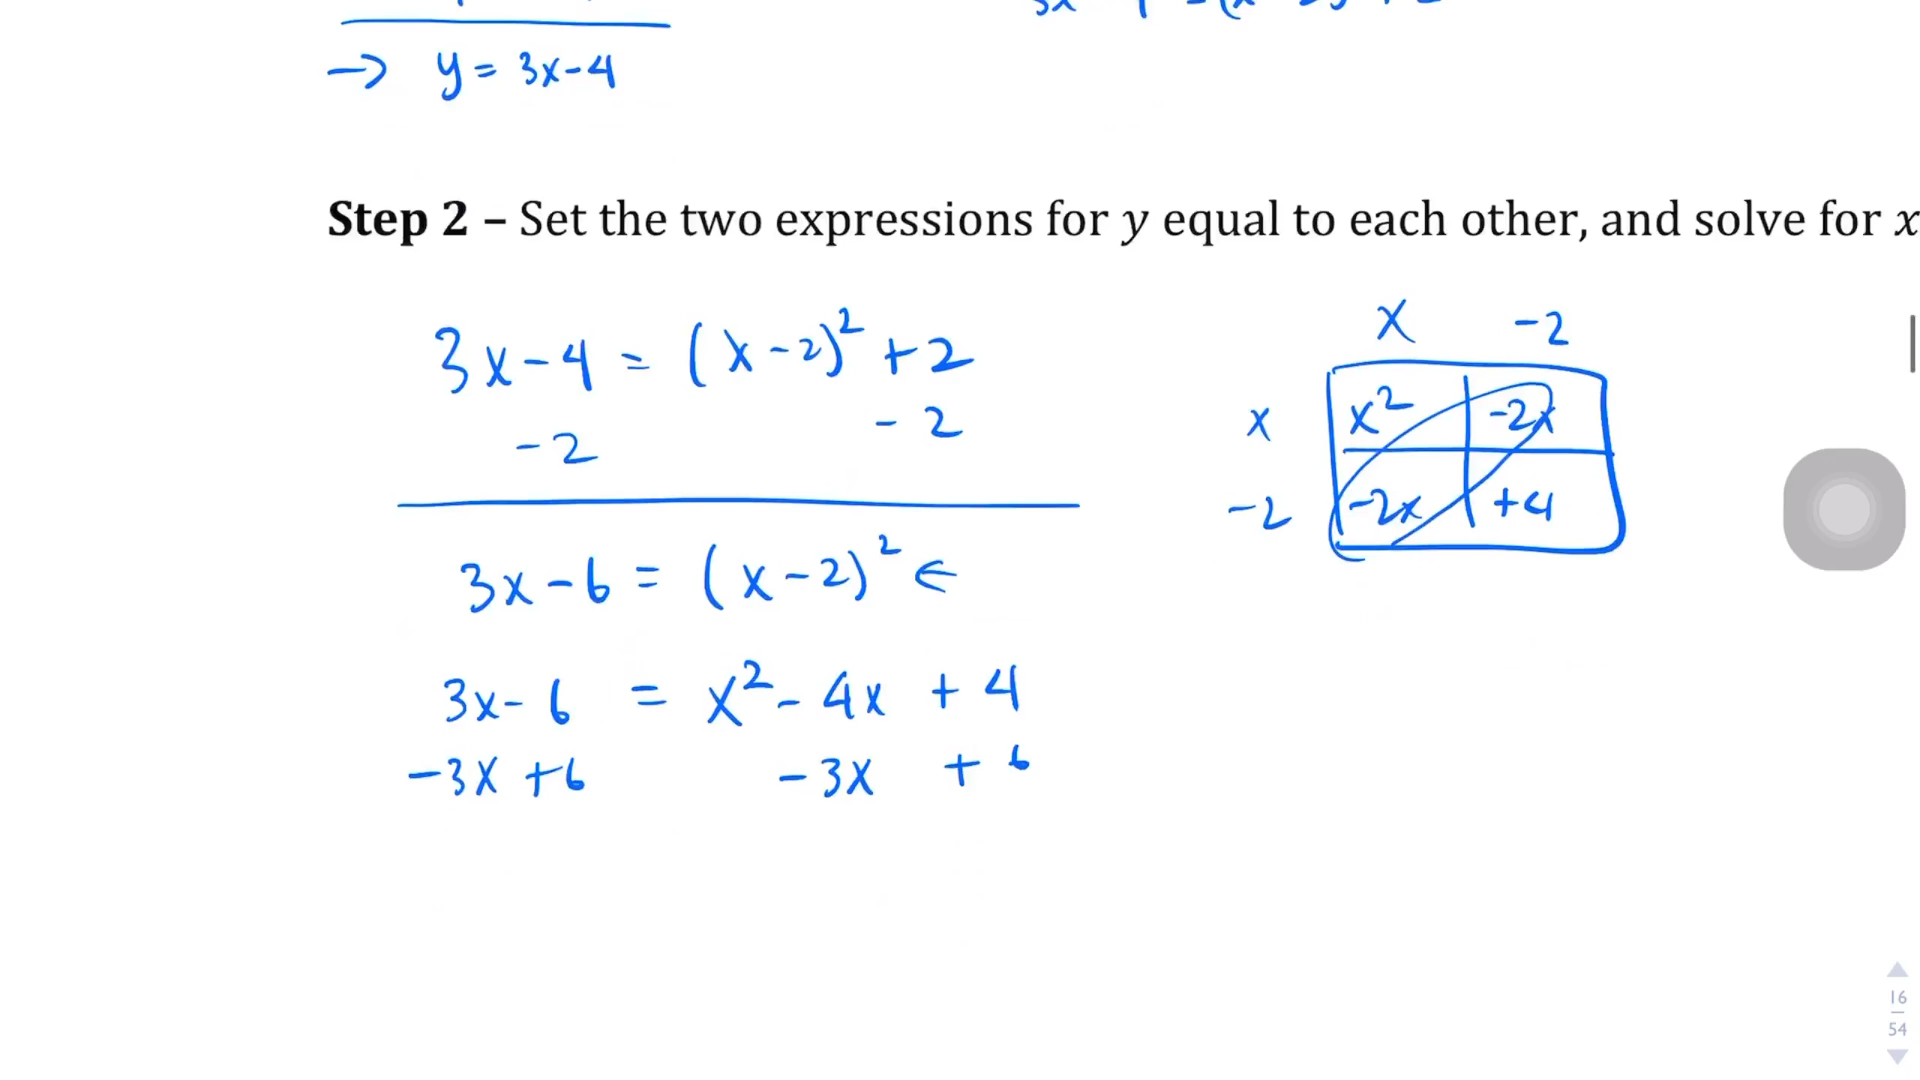 → y = 3x-4
Step 2 – Set the two expressions for y equal to each other, and solve for x
3x-4 = (x-2)² +2
-2 -2
3x-6 = (x-2)² ←
3x-6 = x² - 4x + 4
-3x +6 -3x + 6
x -2
x x² -2x
-2 -2x +4
16
54